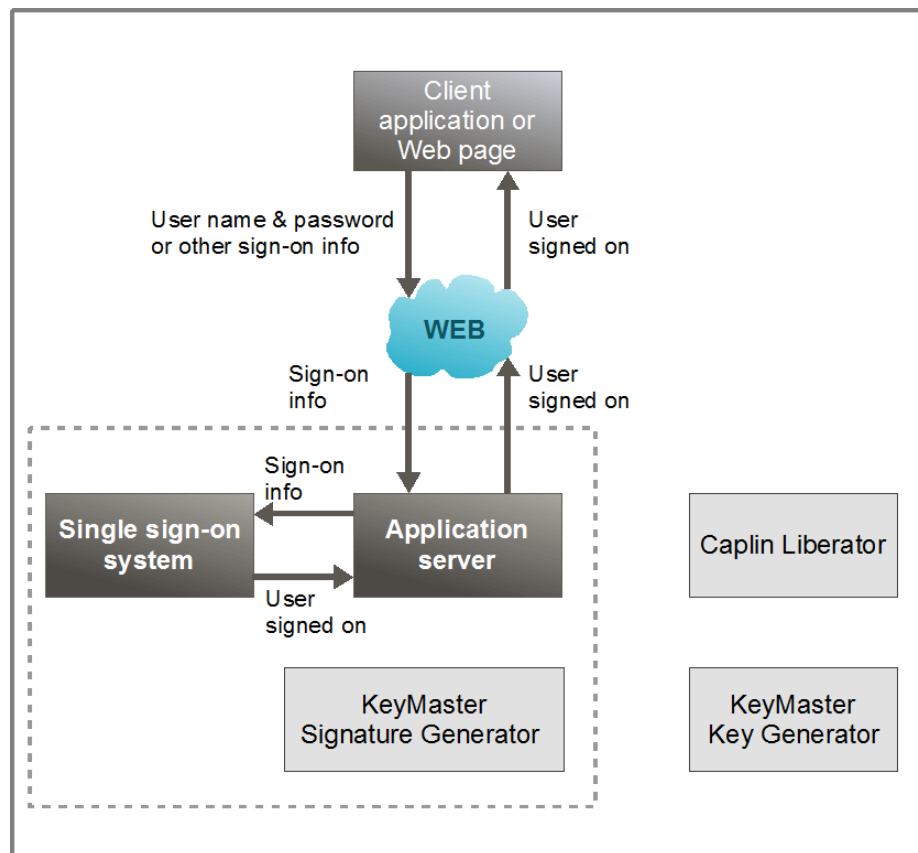 Client
application or
Web page
User name & password
or other sign-on info
User
signed on
WEB
Sign-on
info
User
signed on
Sign-on
info
Single sign-on
system
Application
server
Caplin Liberator
User
signed on
KeyMaster
Signature Generator
KeyMaster
Key Generator